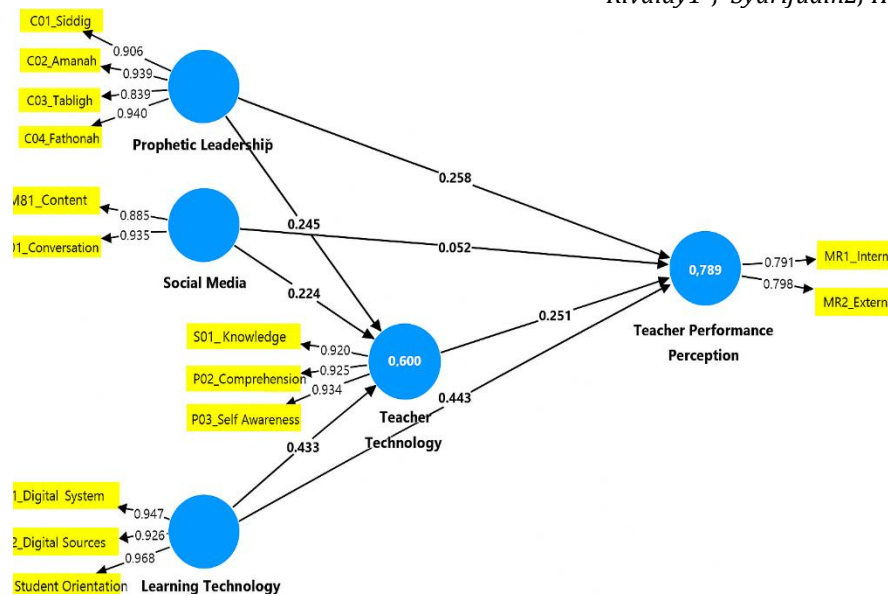 C01_Siddig
0.906
C02_Amanah
0.939
C03_Tabligh
0.839
0.940
C04_Fathonah
Prophetic Leadership
0.258
M81_Content
0.885
0.935
01_Conversation
0.245
0.052
Social Media
0.224
0,789
0.791
MR1_Intern
0.798
MR2_Extern
Teacher Performance
Perception
0.251
S01_ Knowledge
0.920
P02_Comprehension
0.925
0.934
P03_Self Awareness
0,600
Teacher
Technology
0.443
0.433
1_Digital System
0.947
2_Digital Sources
0.926
0.968
Student Orientation
Learning Technology